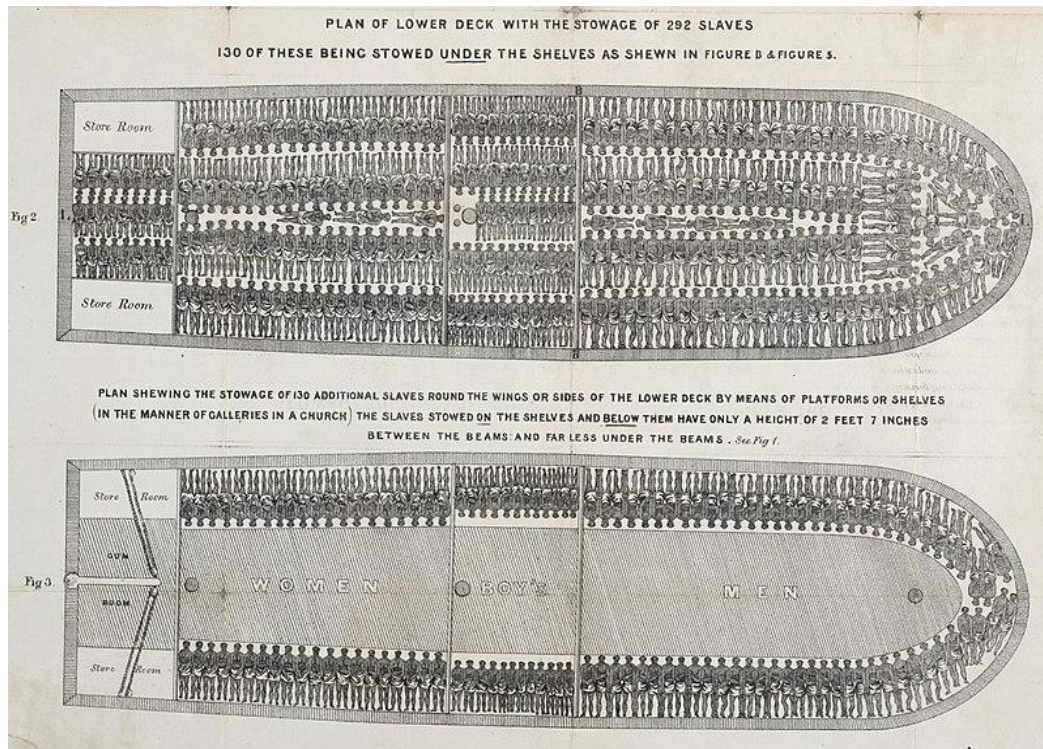 PLAN OF LOWER DECK WITH THE STOWAGE OF 292 SLAVES
130 OF THESE BEING STOWED UNDER THE SHELVES AS SHEWN IN FIGURE B & FIGURE 5.
B
Store Room
Fig 2.
Store Room
PLAN SHEWING THE STOWAGE OF 130 ADDITIONAL SLAVES ROUND THE WINGS OR SIDES OF THE LOWER DECK BY MEANS OF PLATFORMS OR SHELVES
(IN THE MANNER OF GALLERIES IN A CHURCH) THE SLAVES STOWED ON THE SHELVES AND BELOW THEM HAVE ONLY A HEIGHT OF 2 FEET 7 INCHES
BETWEEN THE BEAMS: AND FAR LESS UNDER THE BEAMS. See Fig 1.
Store Room
GUN
Fig 3.
WOMEN BOY'S MEN
ROOM
Store Room